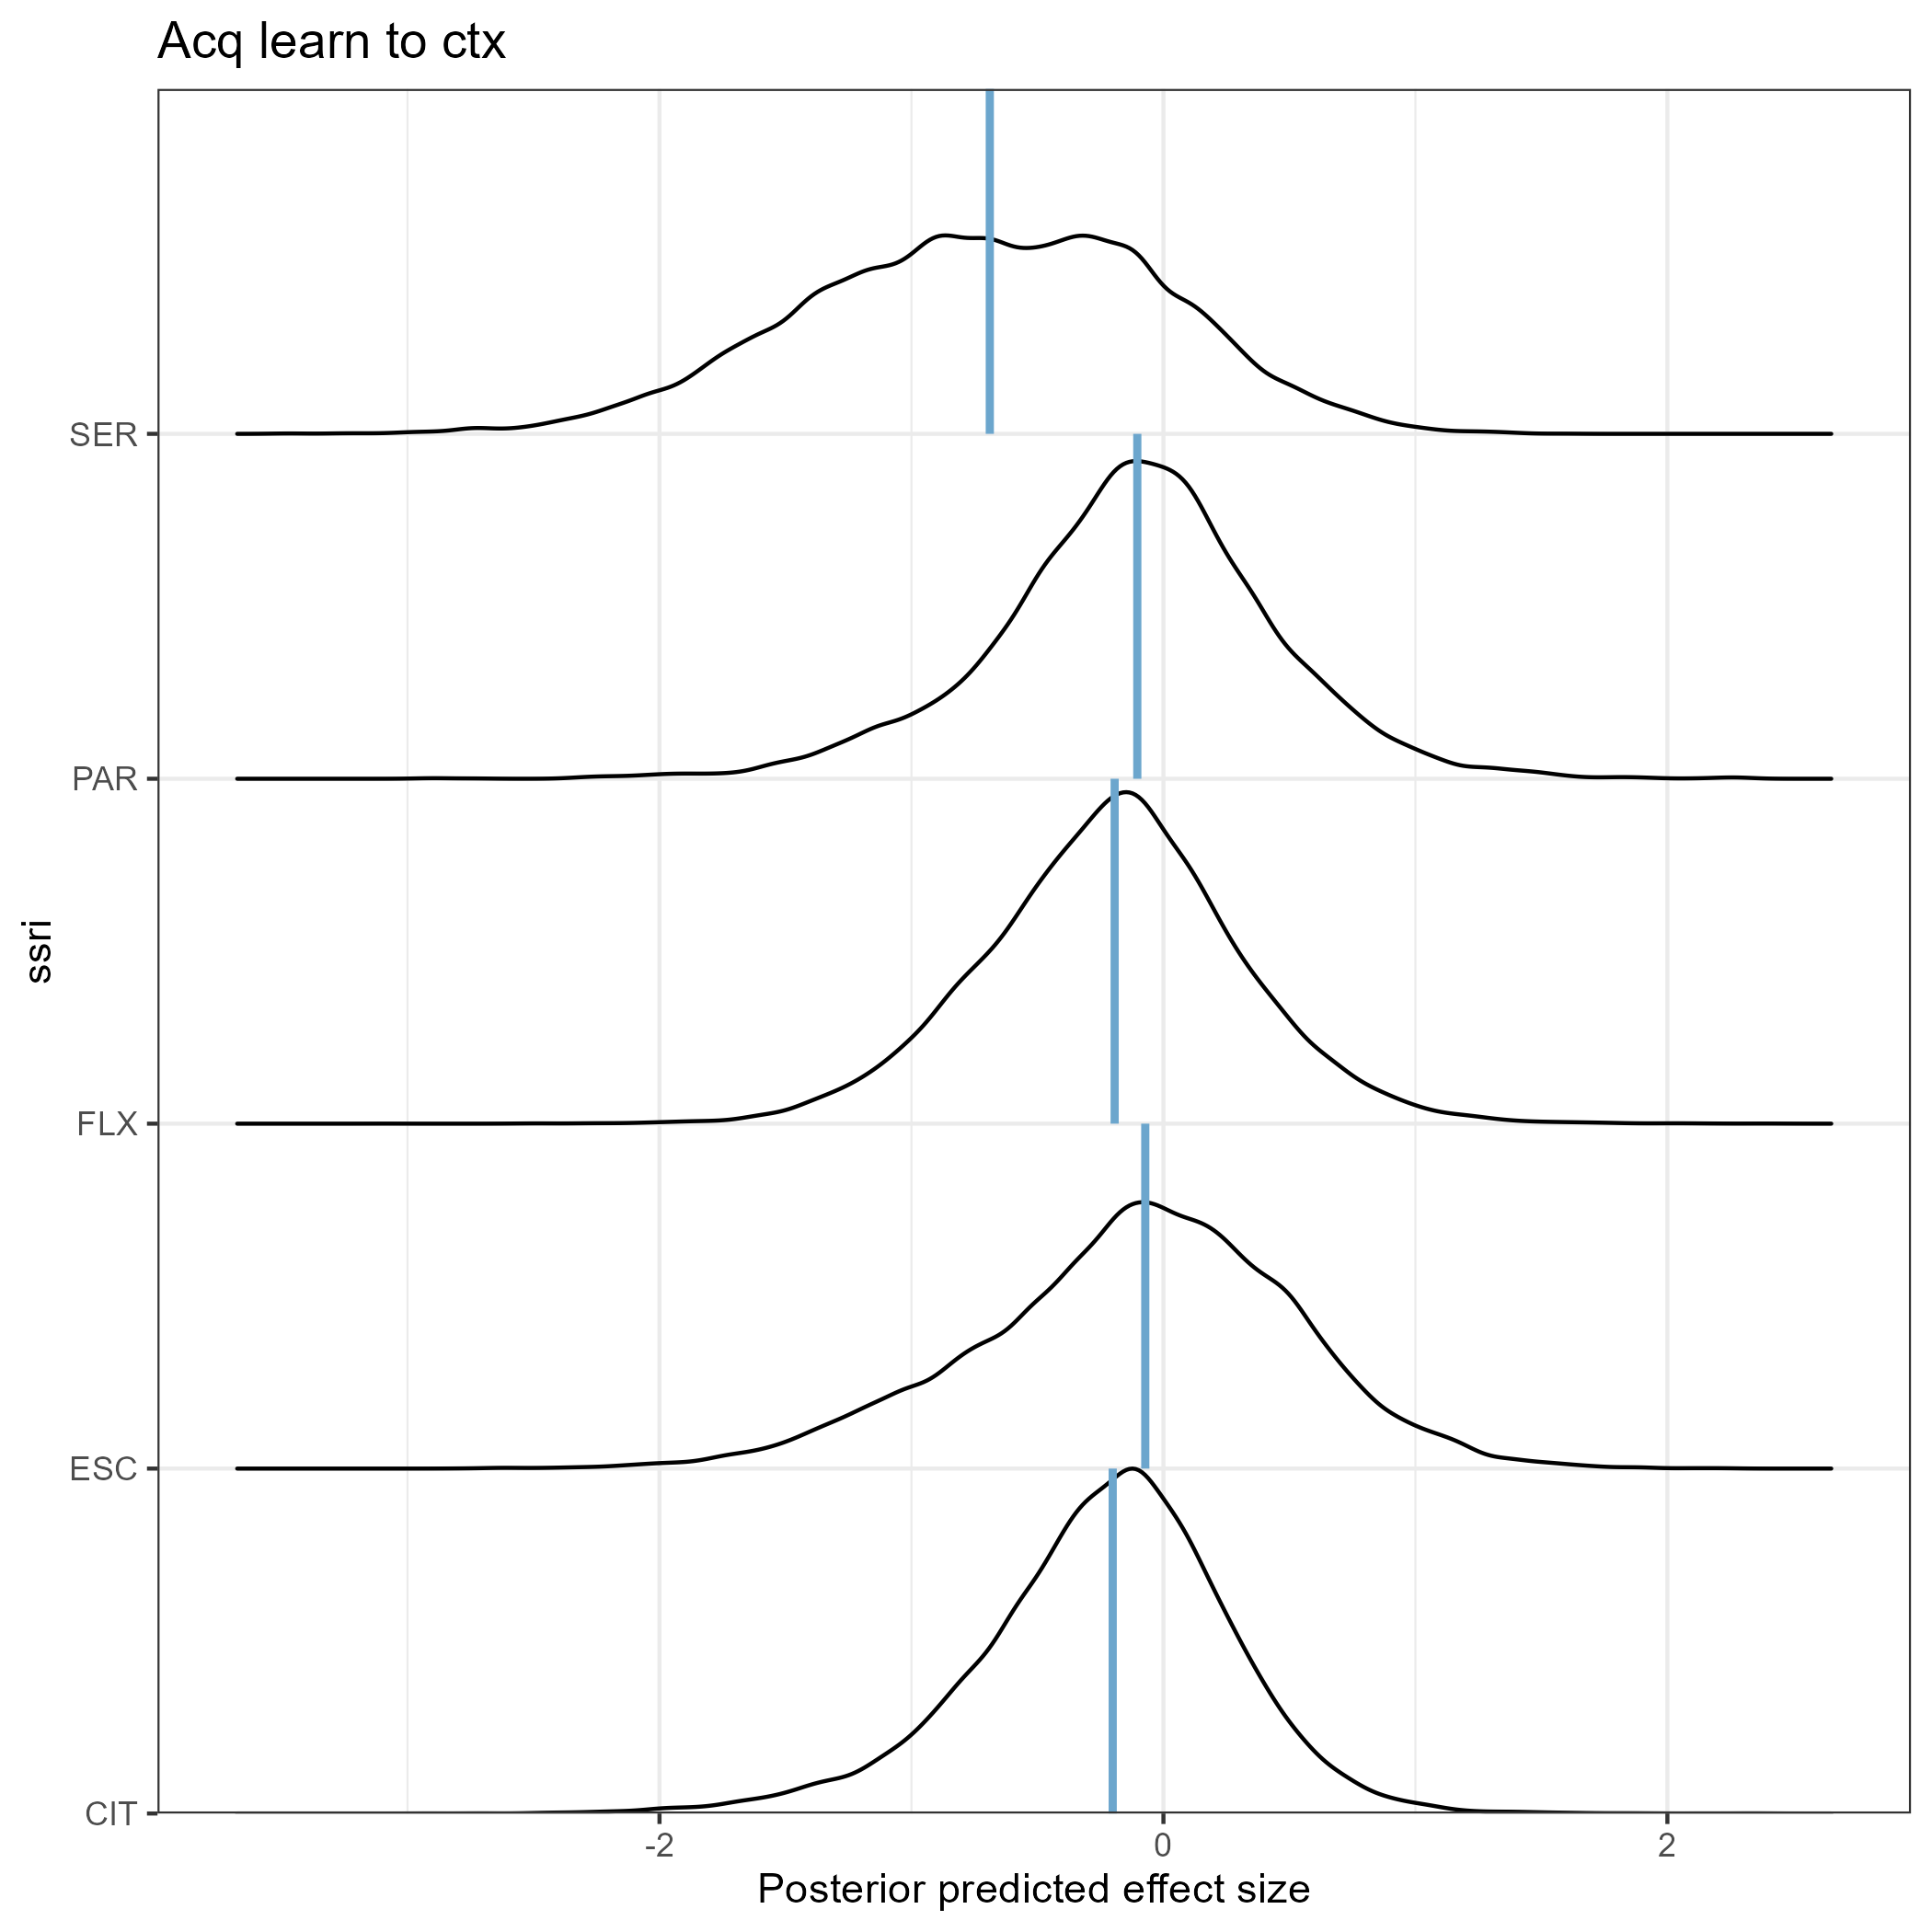 Acq learn to ctx
SER
PAR
FLX
ESC
CIT
ssri
-2 0 2
Posterior predicted effect size